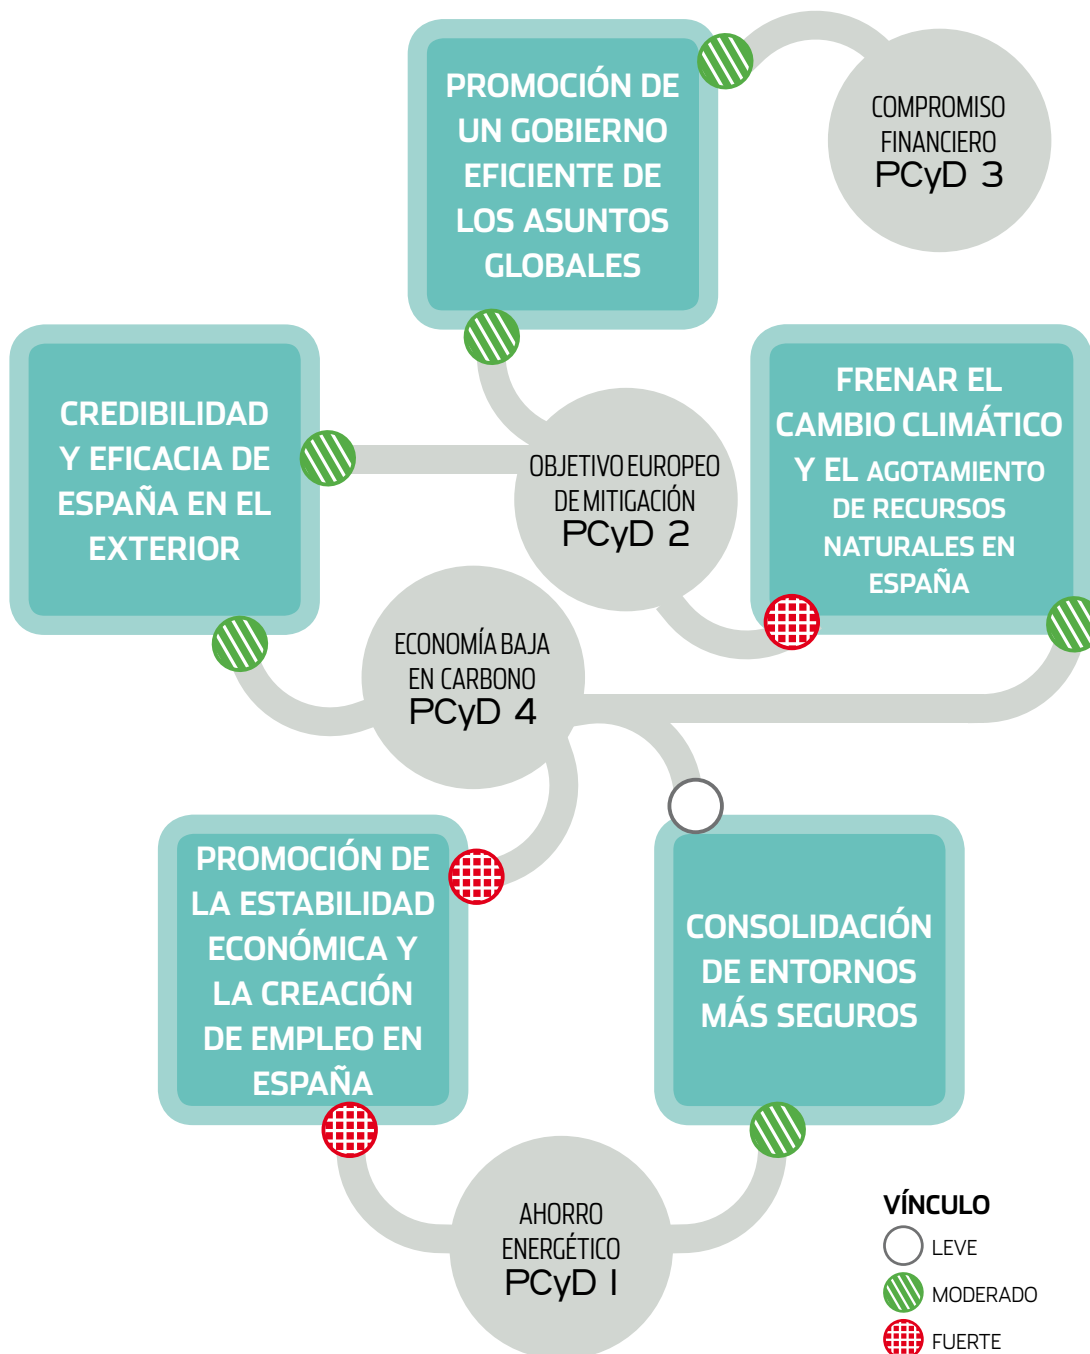 PROMOCIÓN DE
UN GOBIERNO
EFICIENTE DE
LOS ASUNTOS
GLOBALES
COMPROMISO
FINANCIERO
PCyD 3
CREDIBILIDAD
Y EFICACIA DE
ESPAÑA EN EL
EXTERIOR
OBJETIVO EUROPEO
DE MITIGACIÓN
PCyD 2
FRENAR EL
CAMBIO CLIMÁTICO
Y EL AGOTAMIENTO
DE RECURSOS
NATURALES EN
ESPAÑA
ECONOMÍA BAJA
EN CARBONO
PCyD 4
PROMOCIÓN DE
LA ESTABILIDAD
ECONÓMICA Y
LA CREACIÓN
DE EMPLEO EN
ESPAÑA
CONSOLIDACIÓN
DE ENTORNOS
MÁS SEGUROS
AHORRO
ENERGÉTICO
PCyD 1
VÍNCULO
LEVE
MODERADO
FUERTE